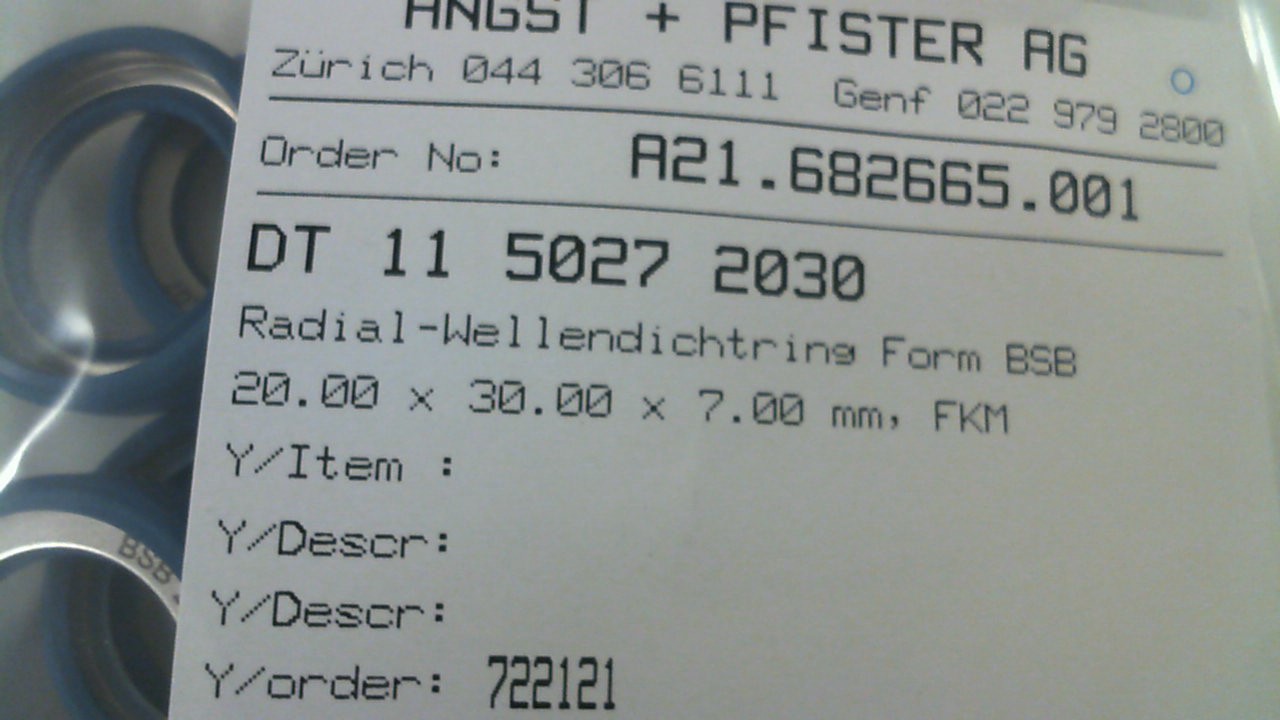 ANGST + PFISTER AG
Zürich 044 306 6111 Genf 022 979 2800
Order No: A21.682665.001
DT 11 5027 2030
Radial-Wellendichtring Form BSB
20.00 x 30.00 x 7.00 mm, FKM
Y/Item :
Y/Descr:
Y/Descr:
Y/order: 722121
BSB